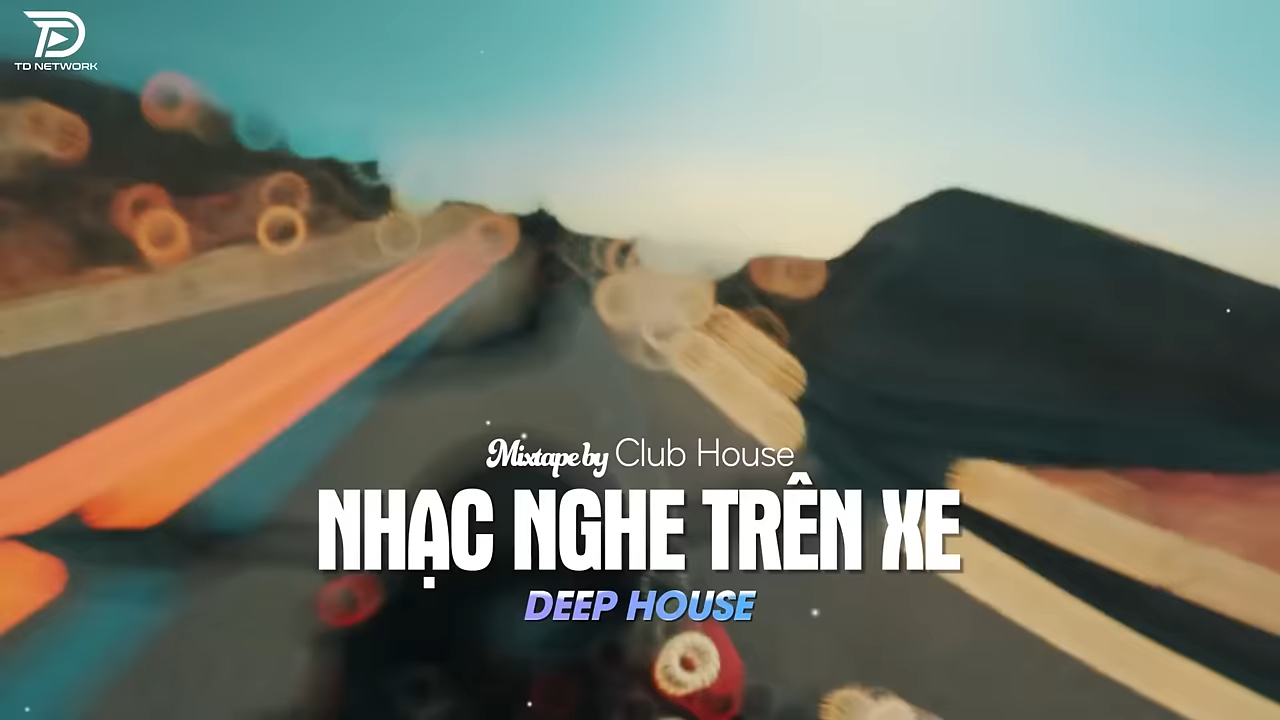 TD NETWORK
Mixtape by Club House
NHẠC NGHE TRÊN XE
DEEP HOUSE